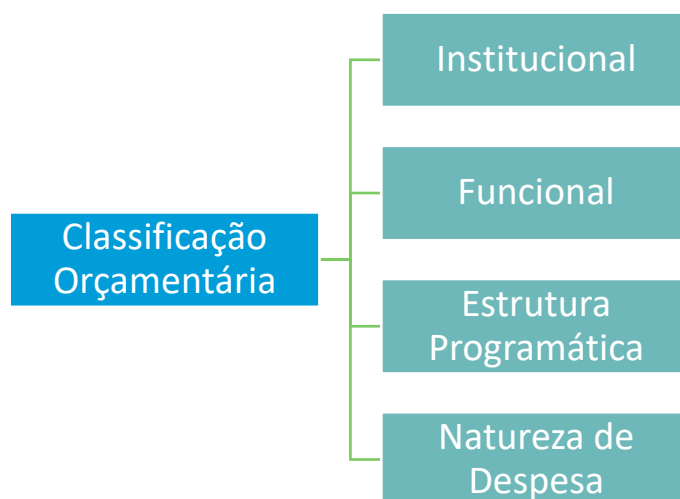 Classificação
Orçamentária
Institucional
Funcional
Estrutura
Programática
Natureza de
Despesa